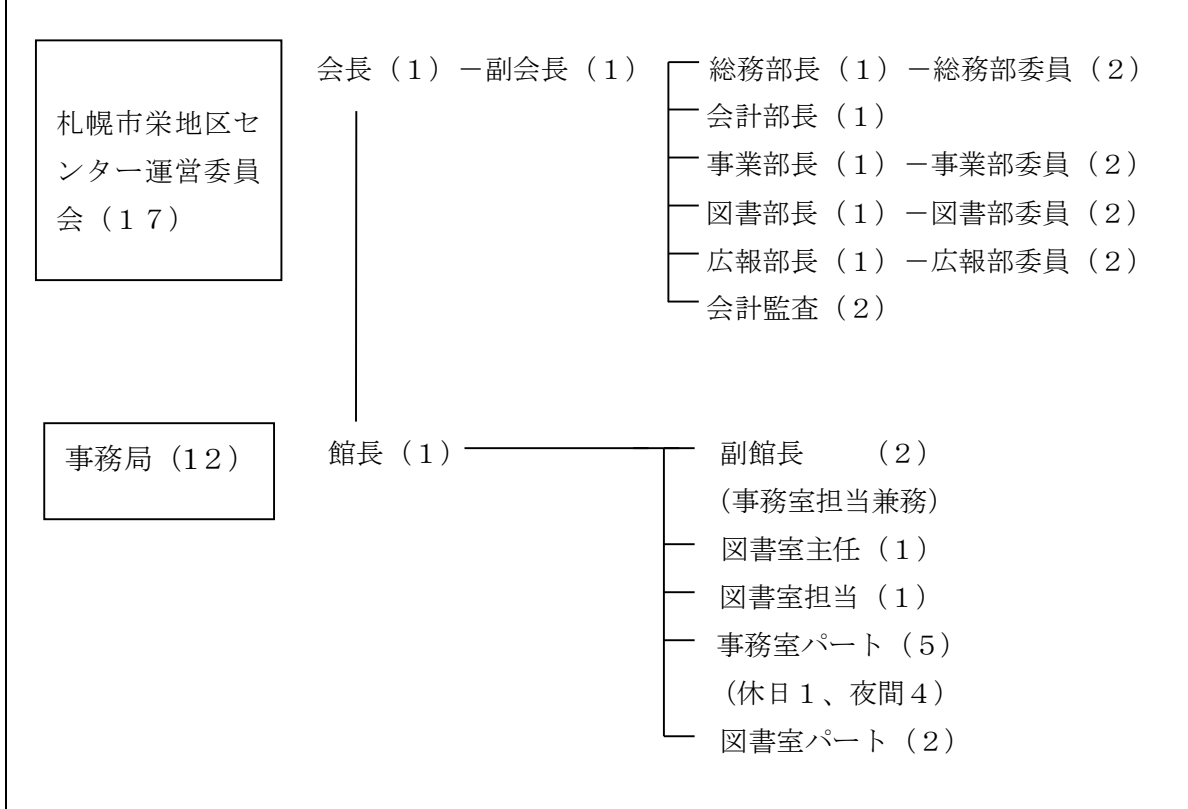 札幌市栄地区セ
ンター運営委員
会（１７）
会長（１）－副会長（１）
総務部長（１）－総務部委員（２）
会計部長（１）
事業部長（１）－事業部委員（２）
図書部長（１）－図書部委員（２）
広報部長（１）－広報部委員（２）
会計監査（２）
事務局（１２）
館長（１）
副館長　　（２）
（事務室担当兼務）
図書室主任（１）
図書室担当（１）
事務室パート（５）
（休日１、夜間４）
図書室パート（２）